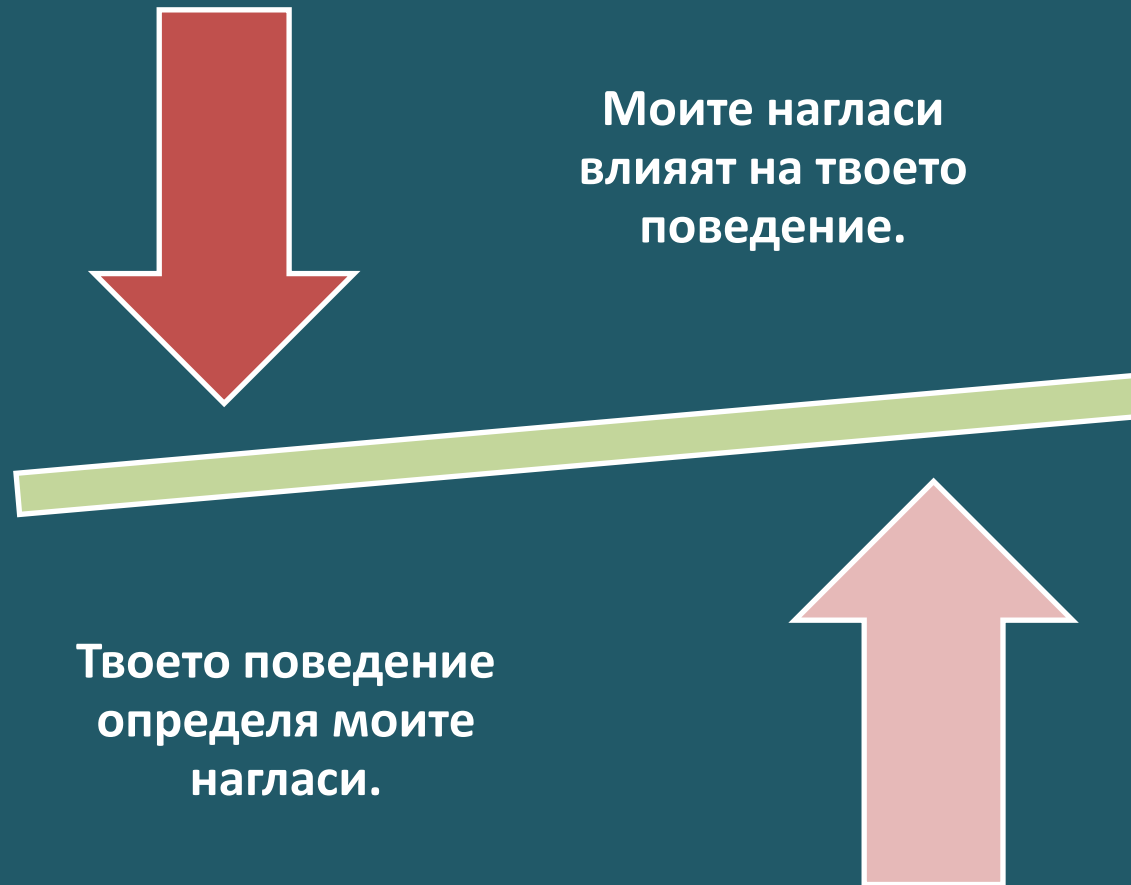 Моите нагласи
влияят на твоето
поведение.
Твоето поведение
определя моите
нагласи.